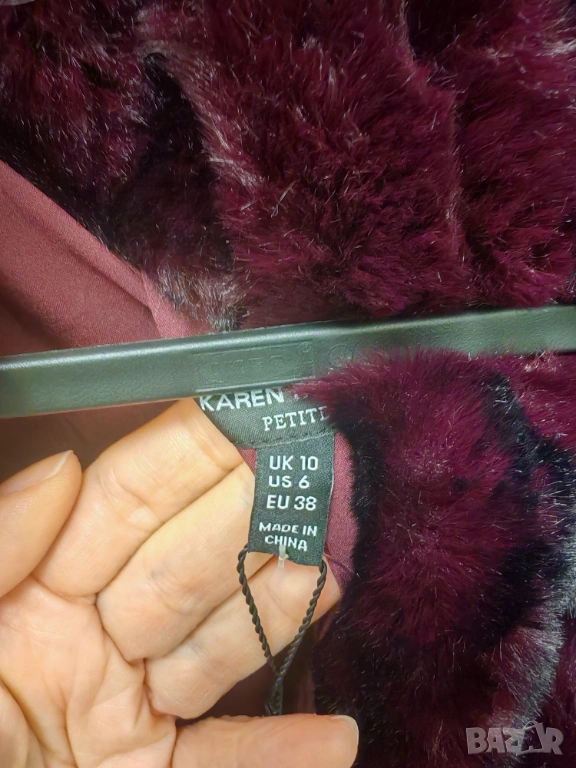 KAREN
PETITE
UK 10
US 6
EU 38
MADE IN
CHINA
BAZAR